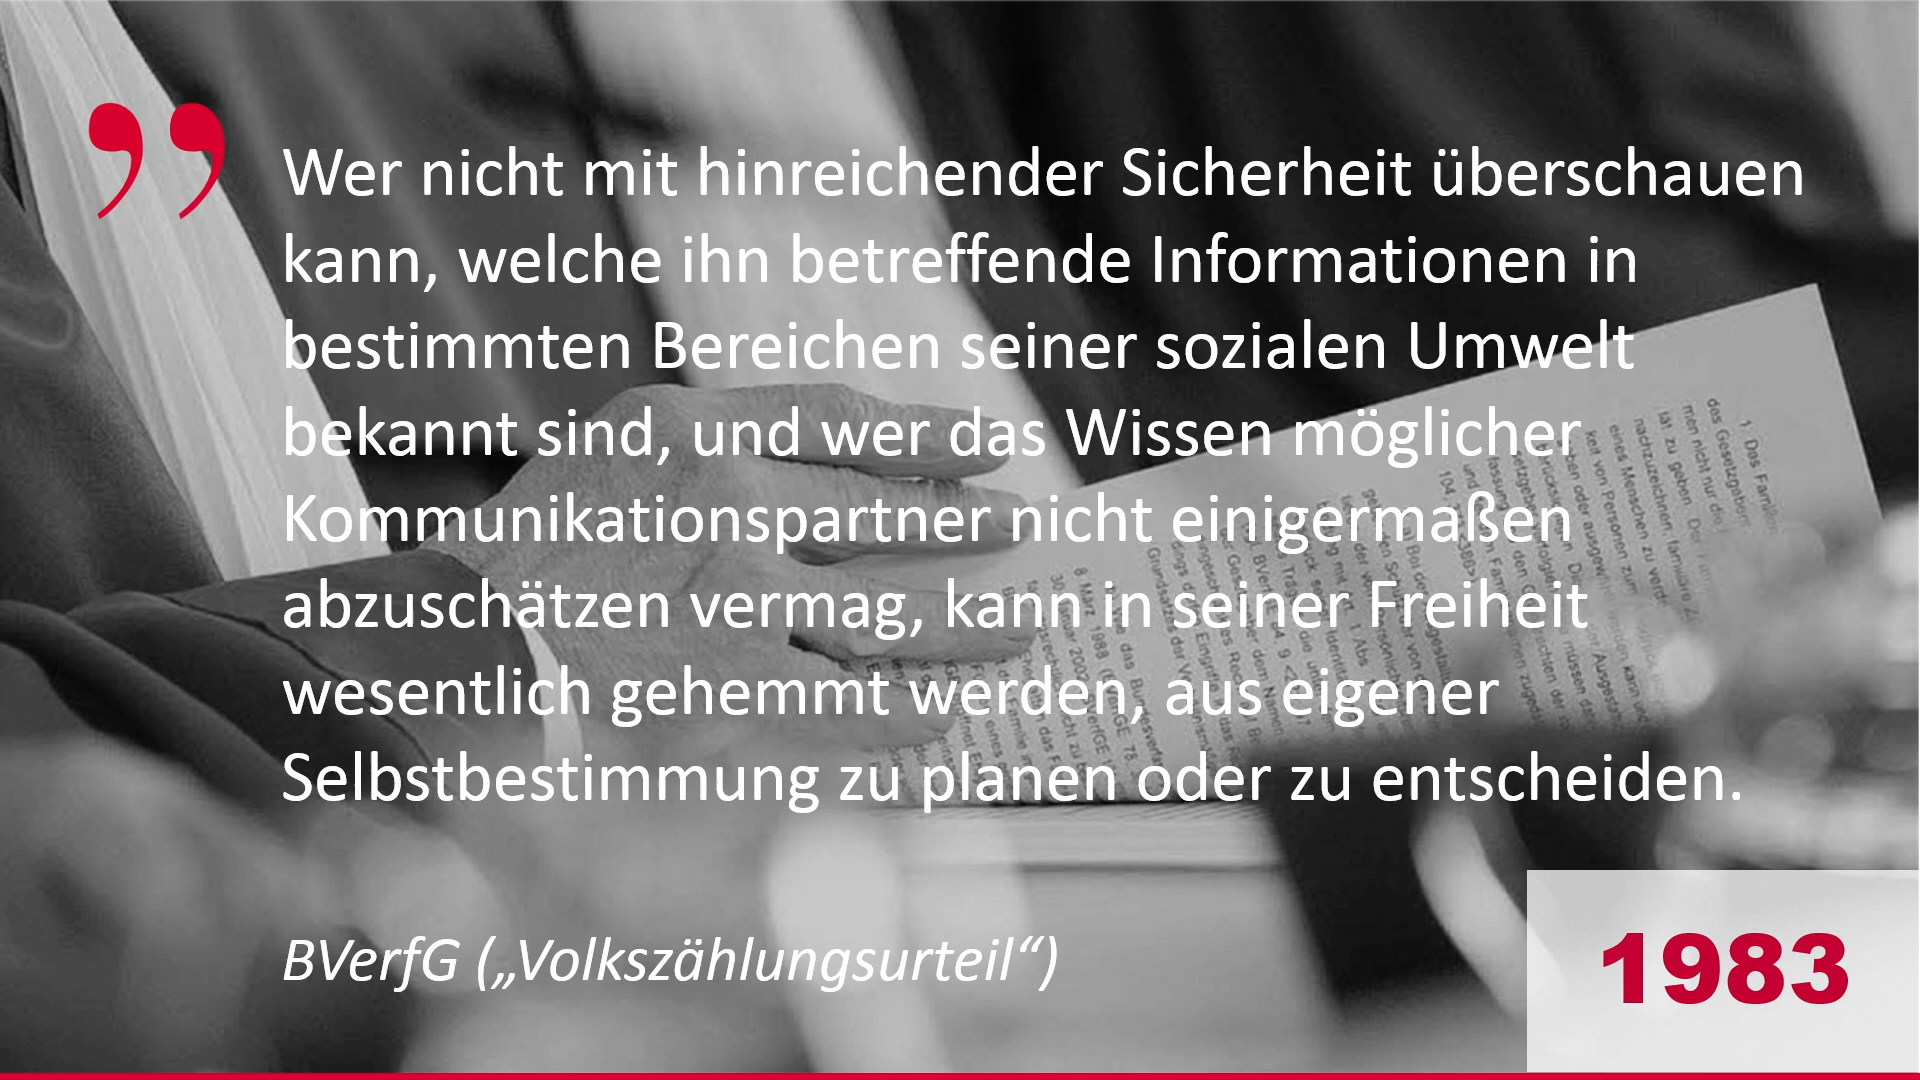 ”
Wer nicht mit hinreichender Sicherheit überschauen
kann, welche ihn betreffende Informationen in
bestimmten Bereichen seiner sozialen Umwelt
bekannt sind, und wer das Wissen möglicher
Kommunikationspartner nicht einigermaßen
abzuschätzen vermag, kann in seiner Freiheit
wesentlich gehemmt werden, aus eigener
Selbstbestimmung zu planen oder zu entscheiden.
BVerfG („Volkszählungsurteil“)
1983